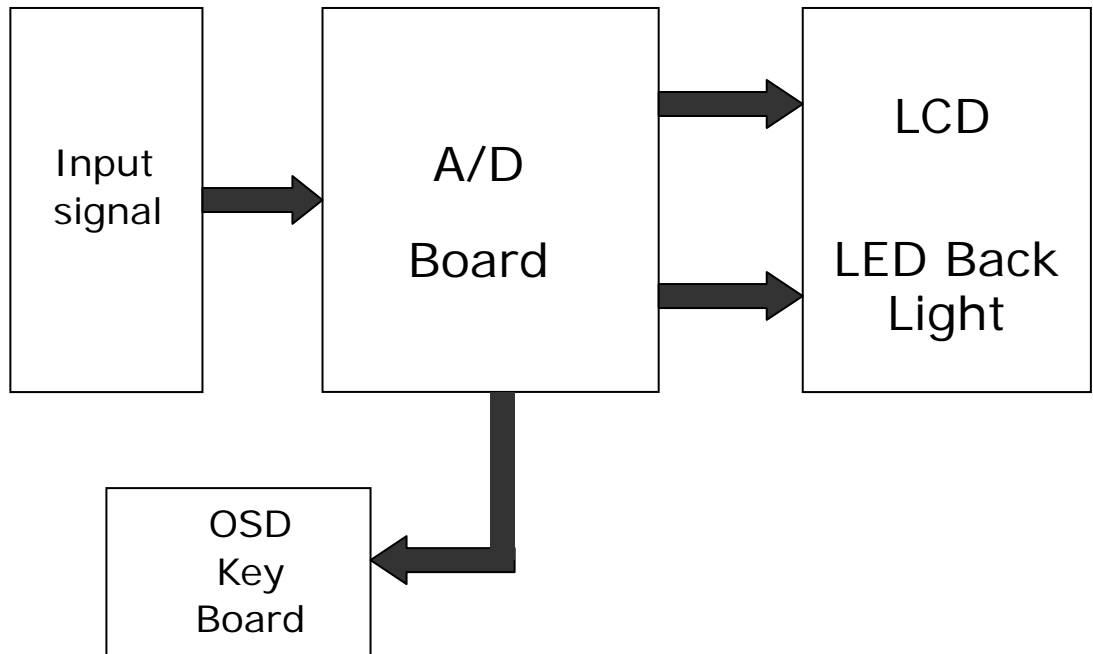 Input
signal
A/D
Board
LCD
LED Back
Light
OSD
Key
Board